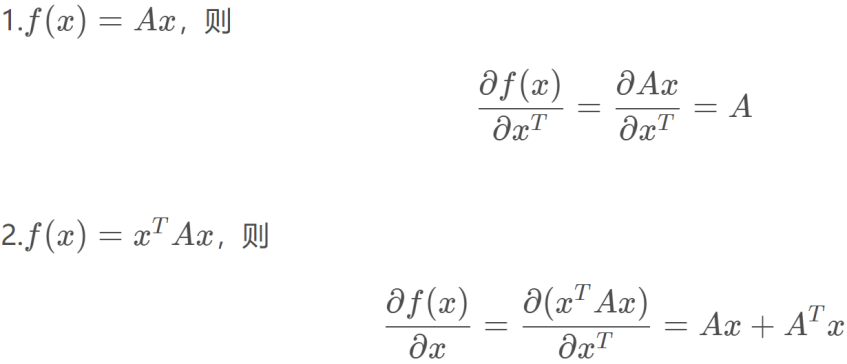 1.f(x) = Ax，则
∂f(x)/∂x^T = ∂Ax/∂x^T = A
2.f(x) = x^T Ax，则
∂f(x)/∂x = ∂(x^T Ax)/∂x^T = Ax + A^T x